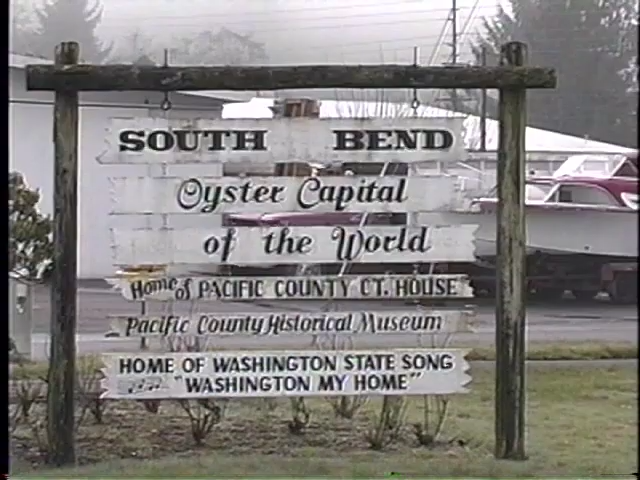 SOUTH BEND
Oyster Capital
of the World
Home of PACIFIC COUNTY CT. HOUSE
Pacific County Historical Museum
HOME OF WASHINGTON STATE SONG
"WASHINGTON MY HOME"